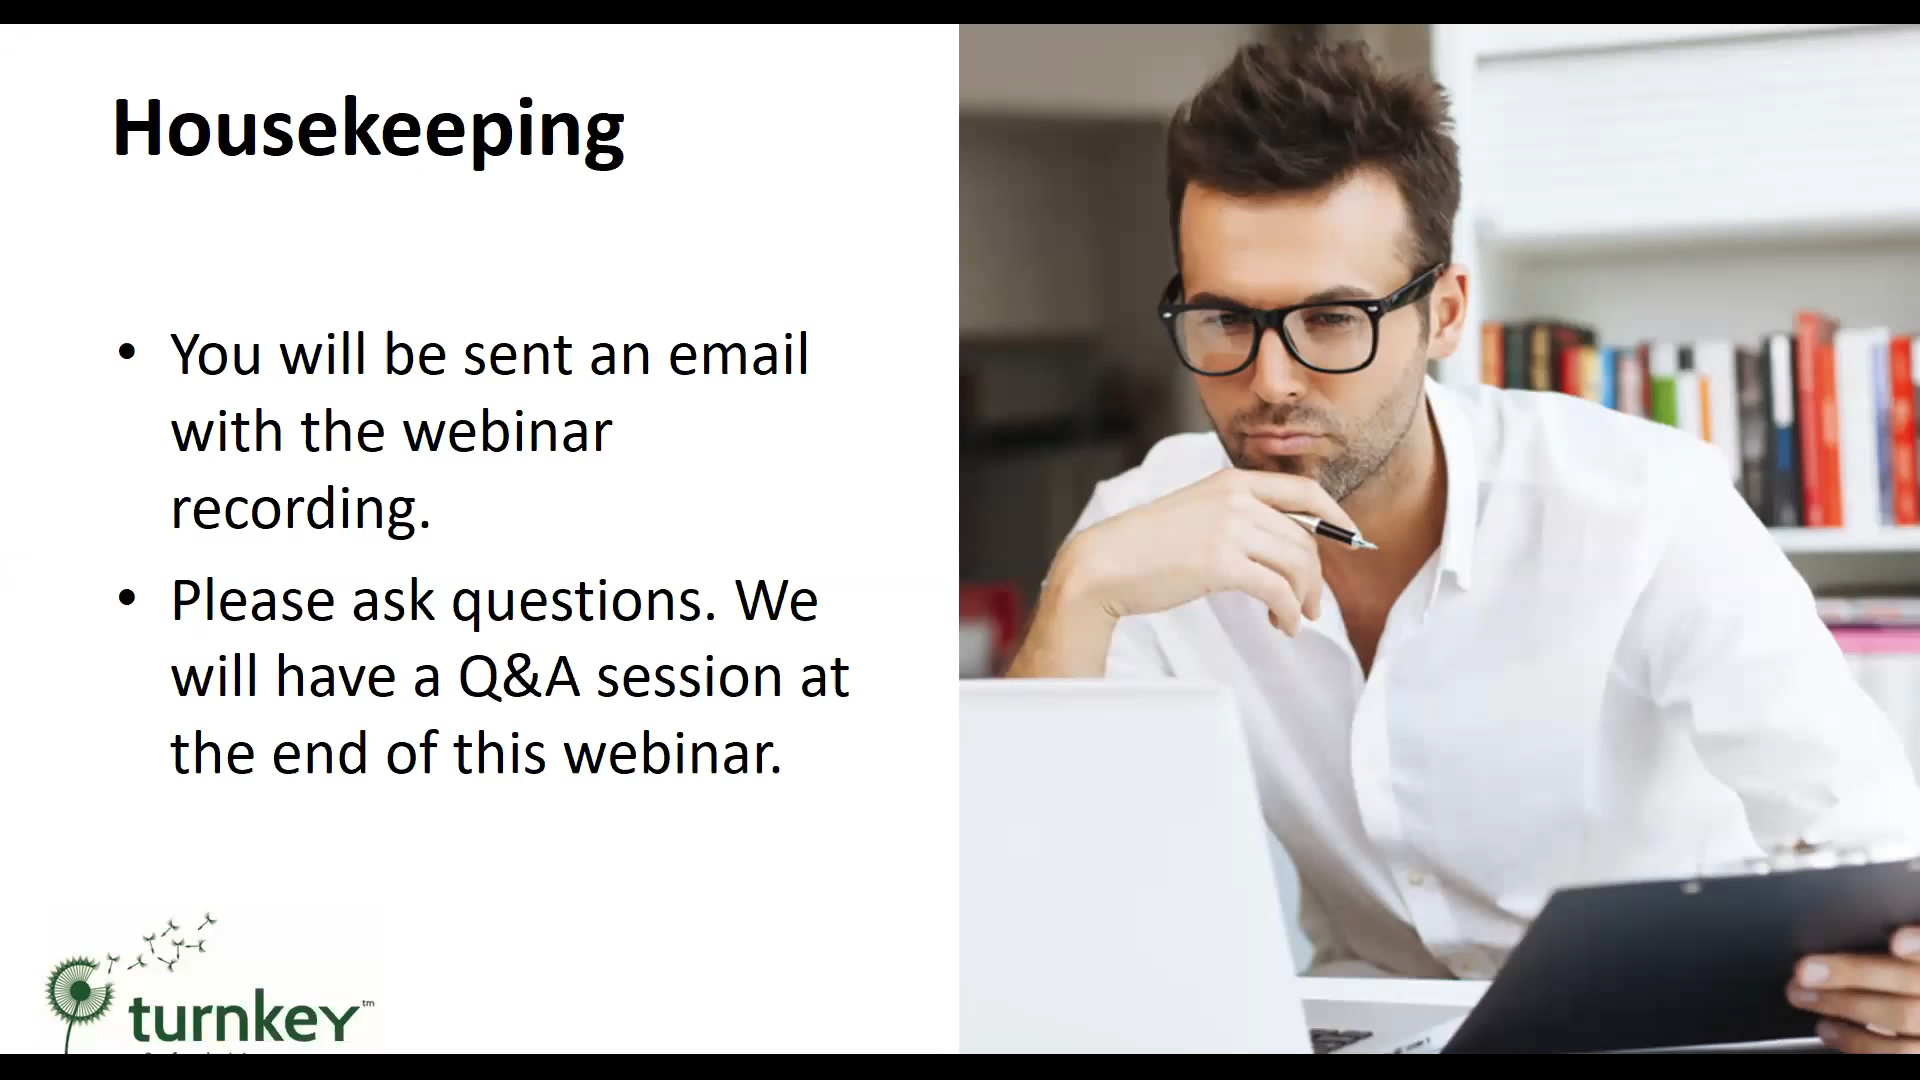 Housekeeping
• You will be sent an email
with the webinar
recording.
• Please ask questions. We
will have a Q&A session at
the end of this webinar.
turnkey™